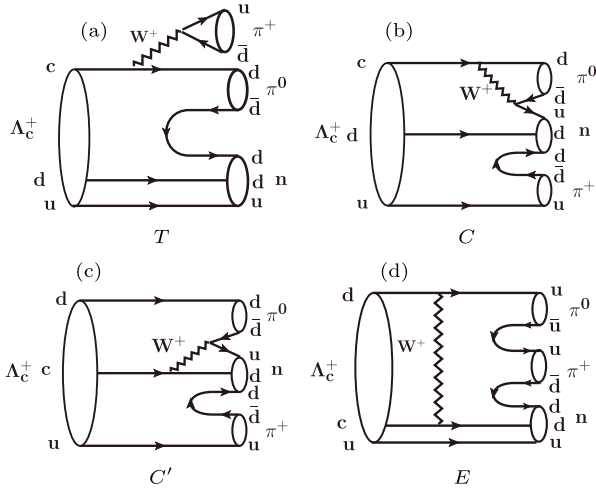 (a)
u
π⁺
d̄
W⁺
c
d
π⁰
d̄
Λc⁺
d
d
d n
u
u
T
(b)
c
d
π⁰
W⁺
d̄
u
Λc⁺ d
d n
d
d̄
u
u
π⁺
C
(c)
d
d
π⁰
d̄
W⁺
u
Λc⁺ c
d n
d
d̄
π⁺
u
u
C′
(d)
d
u
π⁰
ū
W⁺
u
Λc⁺
π⁺
d̄
d
c
d n
u
u
E